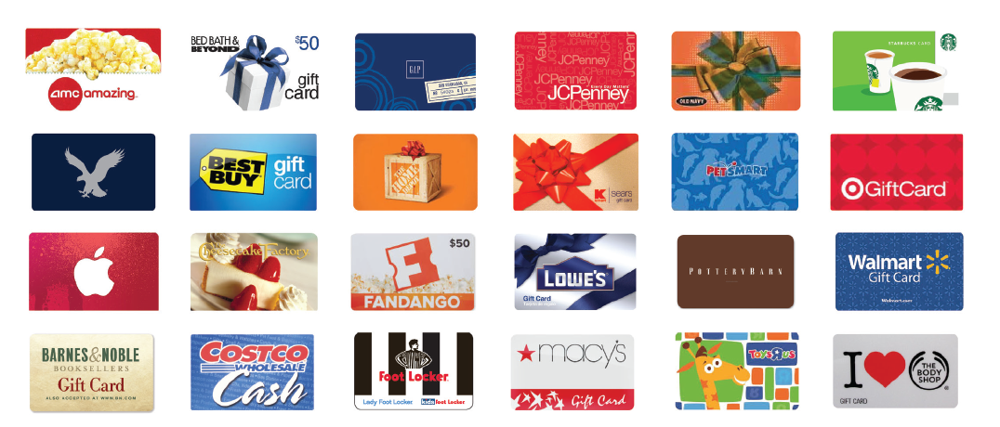 amc amazing.
BED BATH &
BEYOND
$50
gift
card
GAP
JCPenney
JCPenney
Every Day Matters
JCPenney
JCPenney
OLD NAVY
STARBUCKS CARD
BEST
BUY
gift
card
THE HOME DEPOT
K
kmart
sears
gift card
PETSMART
GiftCard
Cheesecake Factory
$50
F
FANDANGO
LOWE'S
Gift Card
POTTERY BARN
Walmart
Gift Card
Walmart.com
BARNES & NOBLE
BOOKSELLERS
Gift Card
ALSO ACCEPTED AT WWW.BN.COM
COSTCO
WHOLESALE
Cash
Foot Locker
Lady Foot Locker
kids foot Locker
macy's
Gift Card
TOYS R US
I
THE
BODY
SHOP
GIFT CARD